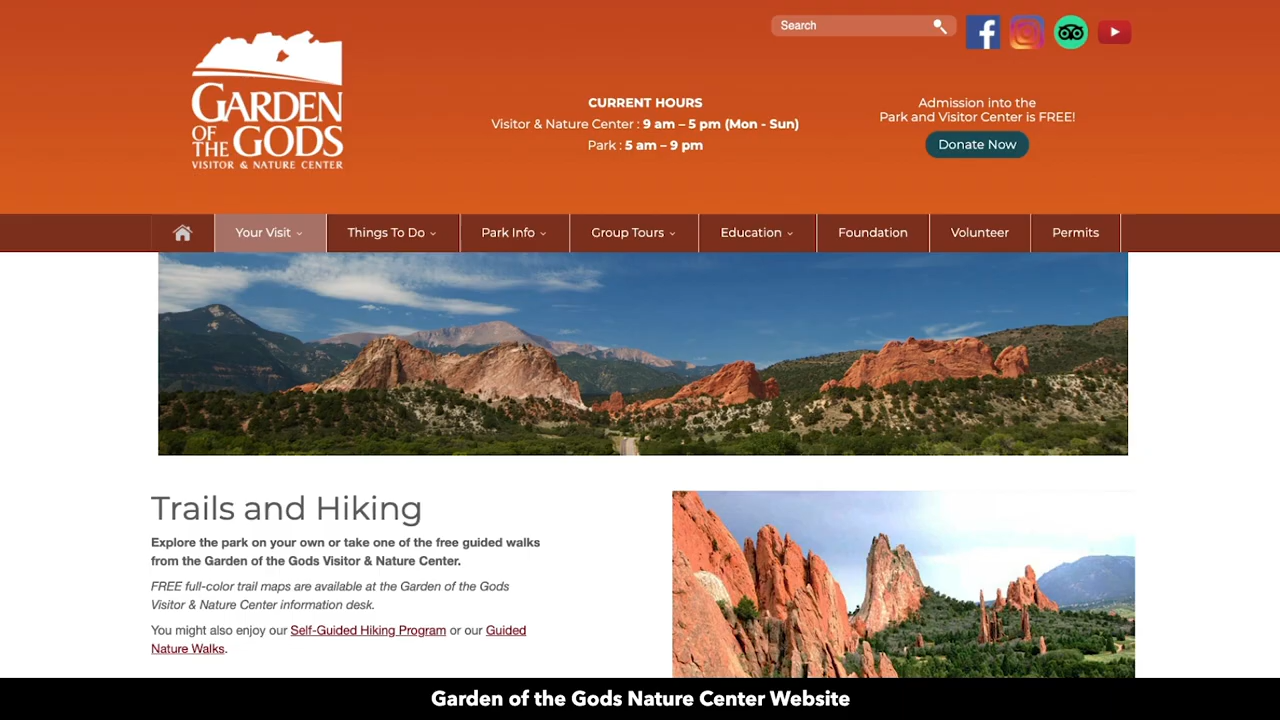 Search
GARDEN
OF THE GODS
VISITOR & NATURE CENTER
CURRENT HOURS
Visitor & Nature Center : 9 am – 5 pm (Mon - Sun)
Park : 5 am – 9 pm
Admission into the
Park and Visitor Center is FREE!
Donate Now
Your Visit
Things To Do
Park Info
Group Tours
Education
Foundation
Volunteer
Permits
Trails and Hiking
Explore the park on your own or take one of the free guided walks
from the Garden of the Gods Visitor & Nature Center.
FREE full-color trail maps are available at the Garden of the Gods
Visitor & Nature Center information desk.
You might also enjoy our Self-Guided Hiking Program or our Guided
Nature Walks.
Garden of the Gods Nature Center Website